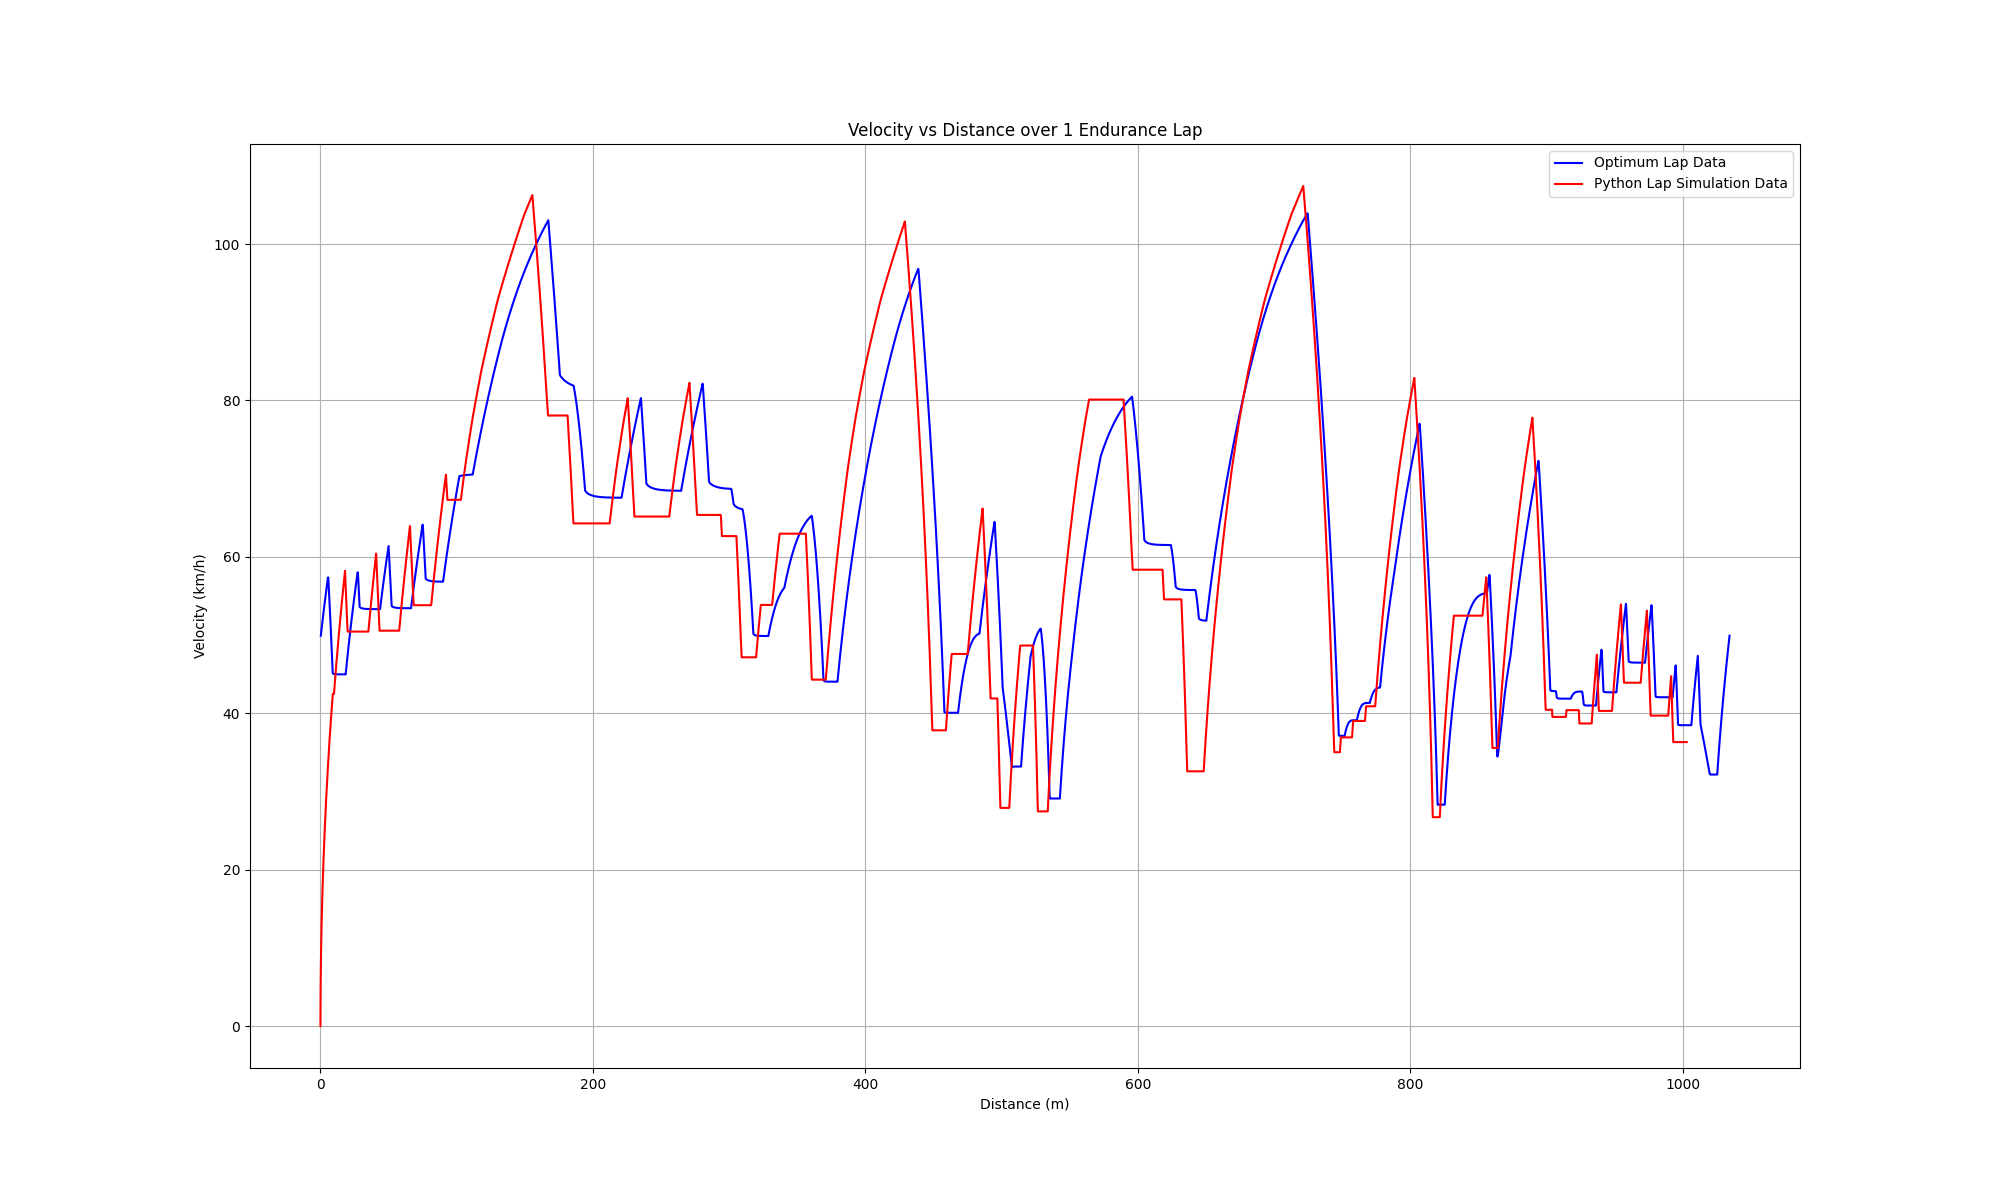 Velocity vs Distance over 1 Endurance Lap
Optimum Lap Data
Python Lap Simulation Data
Velocity (km/h)
100
80
60
40
20
0
0 200 400 600 800 1000
Distance (m)